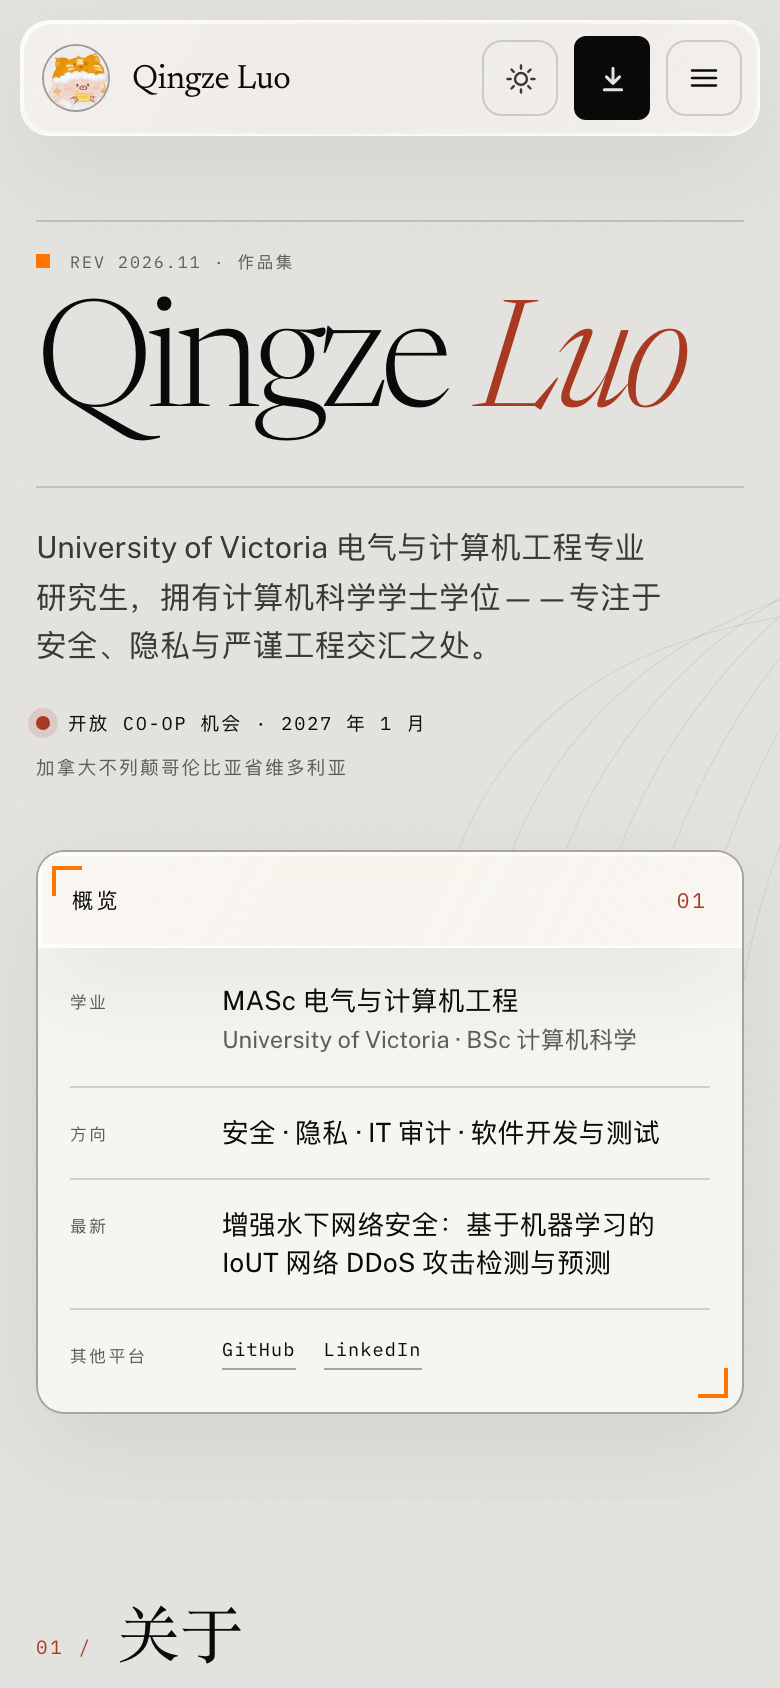 Qingze Luo
REV 2026.11 · 作品集
Qingze Luo
University of Victoria 电气与计算机工程专业
研究生，拥有计算机科学学士学位——专注于
安全、隐私与严谨工程交汇之处。
开放 CO-OP 机会 · 2027 年 1 月
加拿大不列颠哥伦比亚省维多利亚
概览 01
学业 MASc 电气与计算机工程
University of Victoria · BSc 计算机科学
方向 安全 · 隐私 · IT 审计 · 软件开发与测试
最新 增强水下网络安全：基于机器学习的
IoUT 网络 DDoS 攻击检测与预测
其他平台 GitHub LinkedIn
01 / 关于